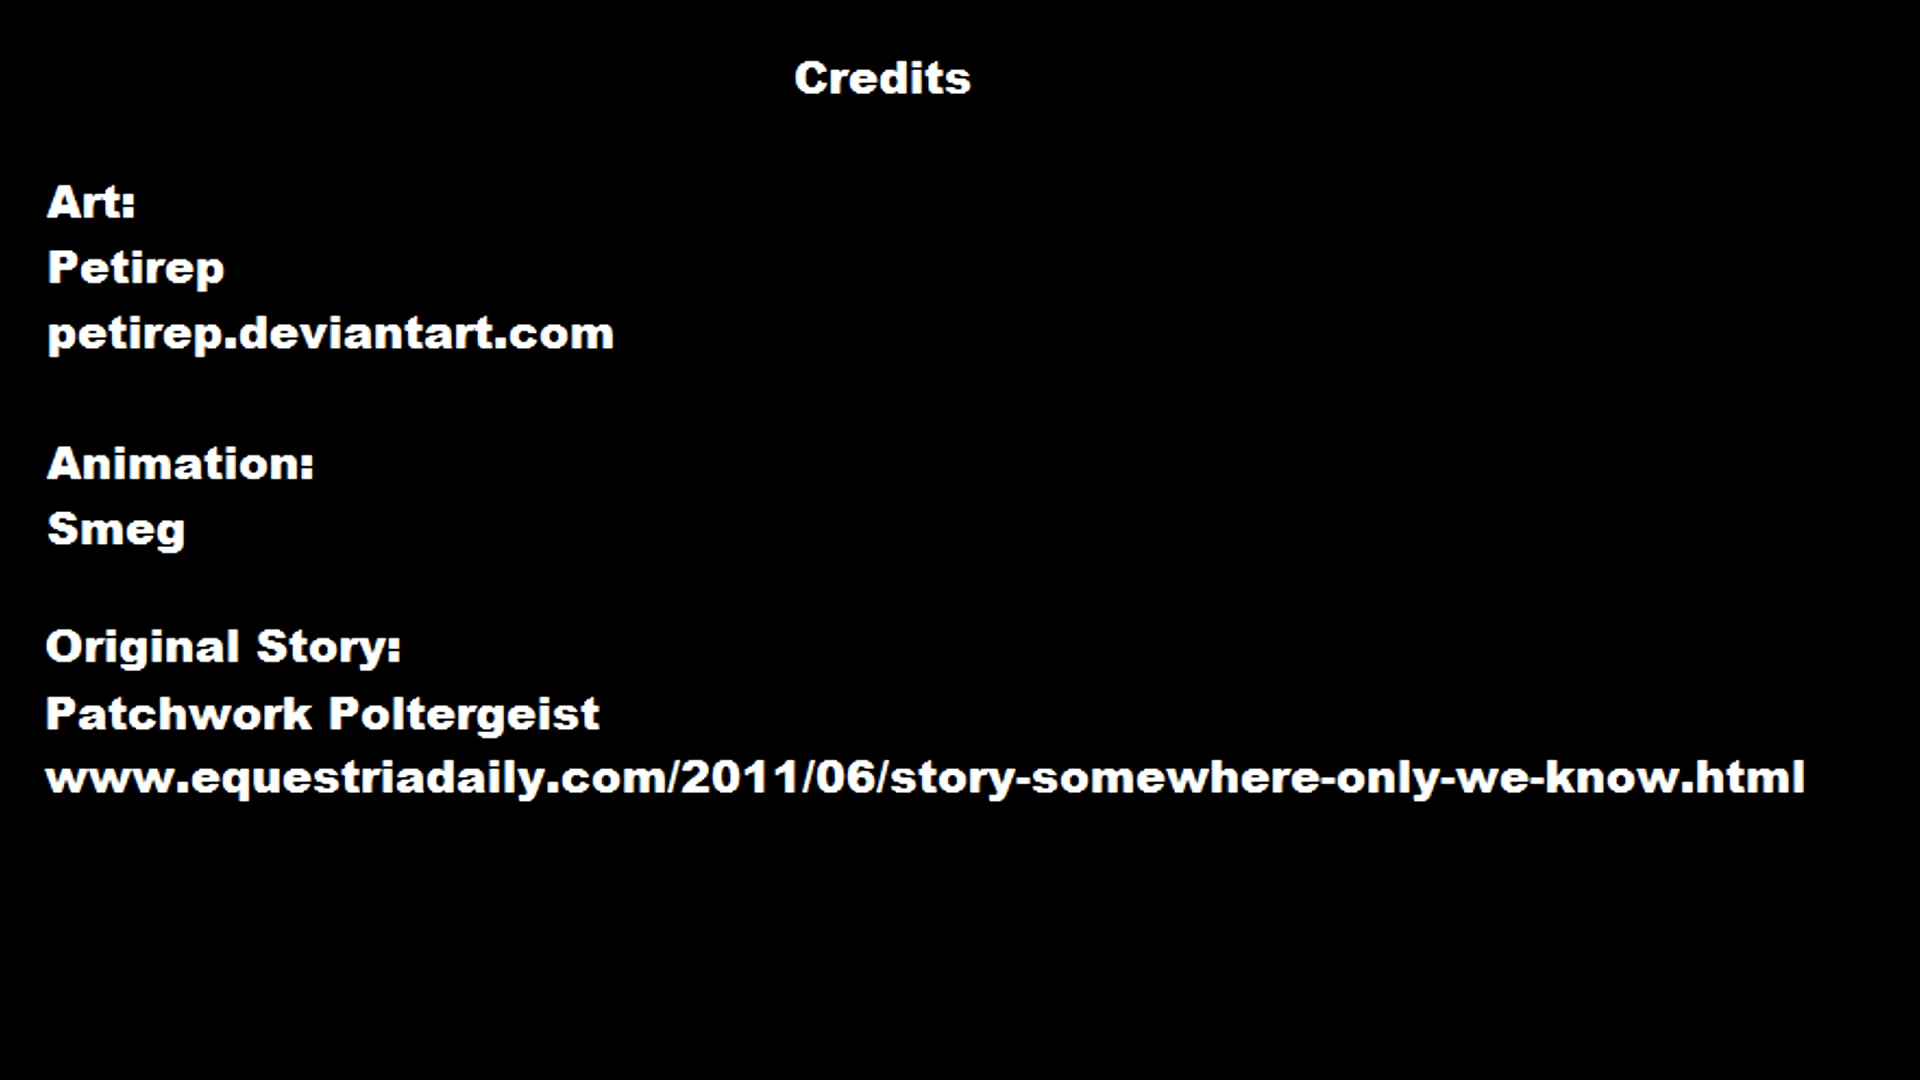 Credits
Art:
Petirep
petirep.deviantart.com
Animation:
Smeg
Original Story:
Patchwork Poltergeist
www.equestriadaily.com/2011/06/story-somewhere-only-we-know.html